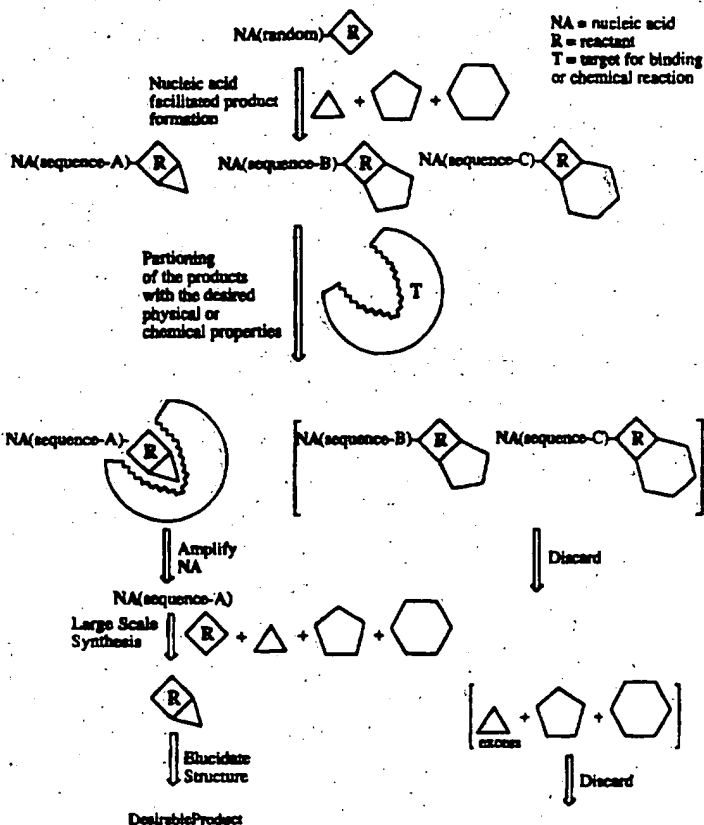 NA(random)
R
NA = nucleic acid
R = reactant
T = target for binding
or chemical reaction
Nucleic acid
facilitated product
formation
+
+
NA(sequence-A)
R
NA(sequence-B)
R
NA(sequence-C)
R
Partioning
of the products
with the desired
physical or
chemical properties
T
NA(sequence-A)-
R
NA(sequence-B)
R
NA(sequence-C)
R
Amplify
NA
Discard
NA(sequence-A)
Large Scale
Synthesis
R
+
+
+
R
+
+
excess
Elucidate
Structure
Discard
DesirableProduct